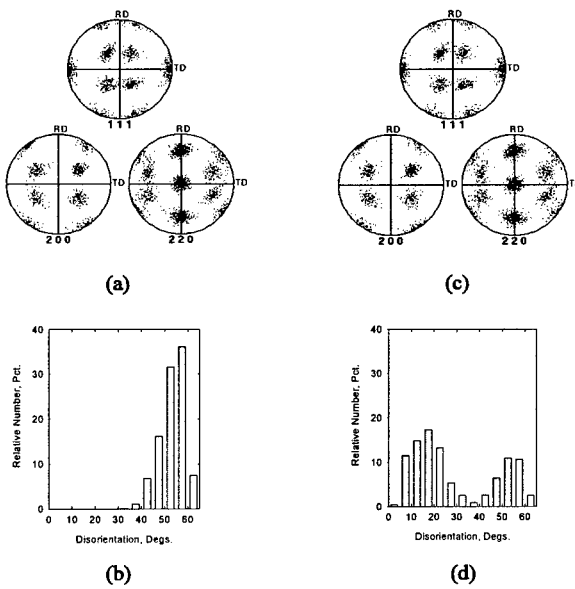 RD
TD
111
RD
TD
200
RD
TD
220
(a)
RD
TD
111
RD
TD
200
RD
T
220
(c)
Relative Number, Pct.
40
30
20
10
0
0 10 20 30 40 50 60
Disorientation, Degs.
(b)
Relative Number, Pct.
40
30
20
10
0
0 10 20 30 40 50 60
Disorientation, Degs.
(d)